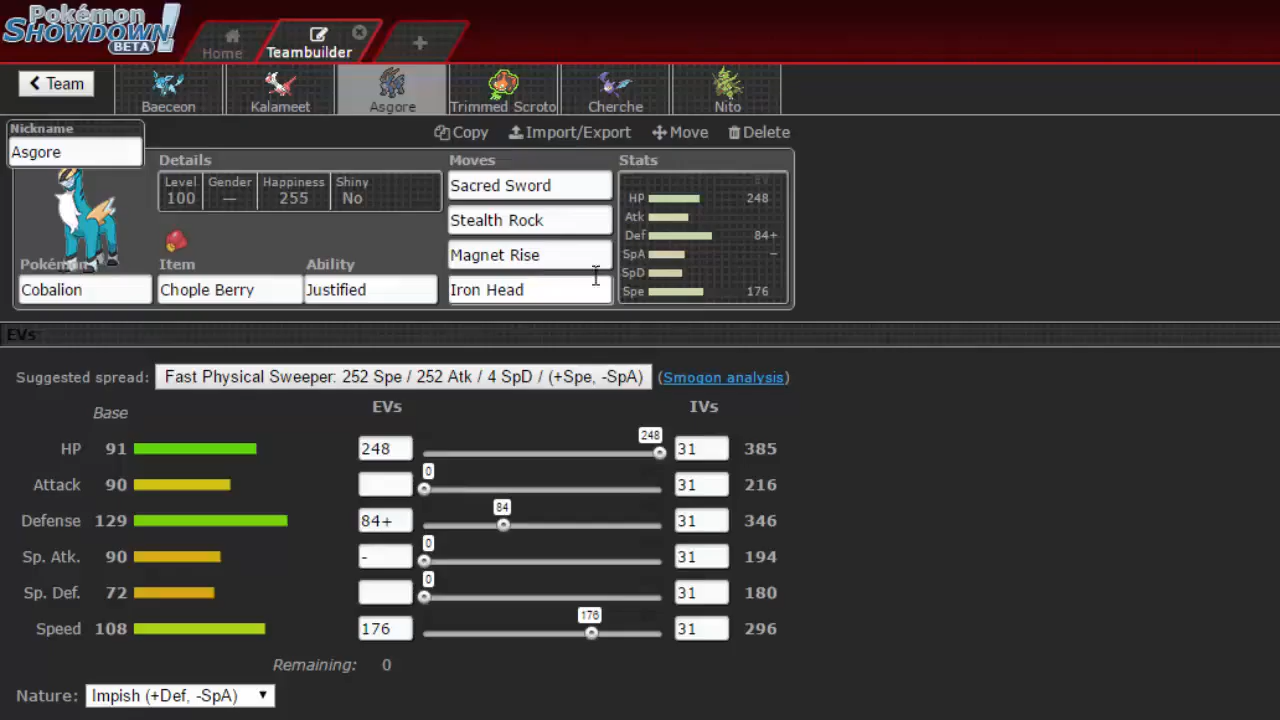 Pokémon
SHOWDOWN!
BETA
Home
Teambuilder
+
Team
Baeceon
Kalameet
Asgore
Trimmed Scroto
Cherche
Nito
Copy
Import/Export
Move
Delete
Nickname
Asgore
Details
Level
100
Gender
—
Happiness
255
Shiny
No
Pokémon
Cobalion
Item
Chople Berry
Ability
Justified
Moves
Sacred Sword
Stealth Rock
Magnet Rise
Iron Head
Stats
EV
HP 248
Atk
Def 84+
SpA −
SpD
Spe 176
EVs
Suggested spread: Fast Physical Sweeper: 252 Spe / 252 Atk / 4 SpD / (+Spe, -SpA) (Smogon analysis)
Base EVs IVs
HP 91 248 248 31 385
Attack 90 0 31 216
Defense 129 84+ 84 31 346
Sp. Atk. 90 - 0 31 194
Sp. Def. 72 0 31 180
Speed 108 176 176 31 296
Remaining: 0
Nature: Impish (+Def, -SpA)